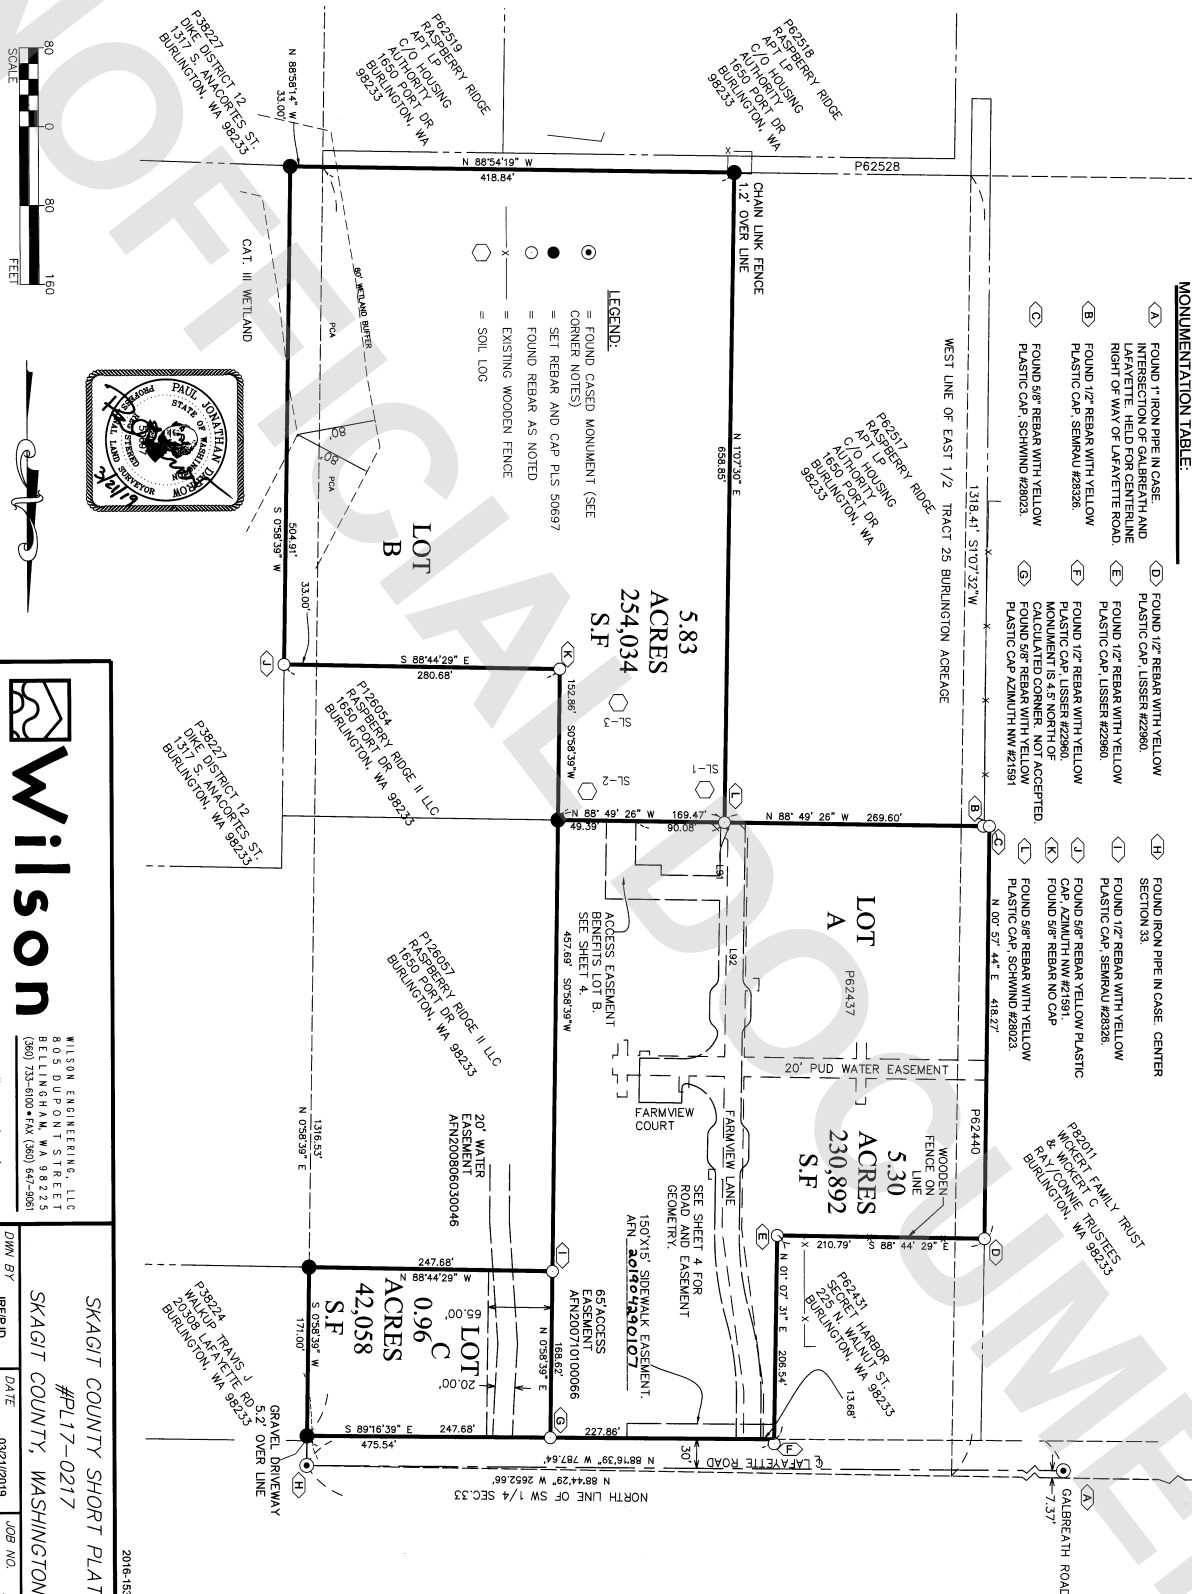 MONUMENTATION TABLE:
A FOUND 1" IRON PIPE IN CASE.
INTERSECTION OF GALBREATH AND
LAFAYETTE. HELD FOR CENTERLINE
RIGHT OF WAY OF LAFAYETTE ROAD.
B FOUND 1/2" REBAR WITH YELLOW
PLASTIC CAP, SEMRAU #28326.
C FOUND 5/8" REBAR WITH YELLOW
PLASTIC CAP, SCHWIND #28023.
D FOUND 1/2" REBAR WITH YELLOW
PLASTIC CAP, LISSER #22960.
E FOUND 1/2" REBAR WITH YELLOW
PLASTIC CAP, LISSER #22960.
F FOUND 1/2" REBAR WITH YELLOW
PLASTIC CAP, LISSER #22960.
MONUMENT IS 4.5' NORTH OF
CALCULATED CORNER. NOT ACCEPTED.
G FOUND 5/8" REBAR WITH YELLOW
PLASTIC CAP AZIMUTH NW #21591
H FOUND IRON PIPE IN CASE. CENTER
SECTION 33.
I FOUND 1/2" REBAR WITH YELLOW
PLASTIC CAP, SEMRAU #28326.
J FOUND 5/8" REBAR YELLOW PLASTIC
CAP, AZIMUTH NW #21591.
K FOUND 5/8" REBAR NO CAP
L FOUND 5/8" REBAR WITH YELLOW
PLASTIC CAP, SCHWIND #28023.
P62518
RASPBERRY RIDGE
APT LP
C/O HOUSING
AUTHORITY
1650 PORT DR
BURLINGTON, WA
98233
P62519
RASPBERRY RIDGE
APT LP
C/O HOUSING
AUTHORITY
1650 PORT DR
BURLINGTON, WA
98233
P38227
DIKE DISTRICT 12
1317 S. ANACORTES ST.
BURLINGTON, WA 98233
N 88°58'14" W
33.00'
N 88°54'19" W
418.84'
P62528
CHAIN LINK FENCE
1.2' OVER LINE
WEST LINE OF EAST 1/2 TRACT 25 BURLINGTON ACREAGE
1318.41' S1°07'32"W
P62517
RASPBERRY RIDGE
APT LP
C/O HOUSING
AUTHORITY
1650 PORT DR
BURLINGTON, WA
98233
N 1°07'30" E
658.85'
LEGEND:
= FOUND CASED MONUMENT (SEE
CORNER NOTES)
= SET REBAR AND CAP PLS 50697
= FOUND REBAR AS NOTED
= EXISTING WOODEN FENCE
= SOIL LOG
80' WETLAND BUFFER
PCA
PCA
80'
80'
CAT. III WETLAND
LOT
B
5.83
ACRES
254,034
S.F
504.91'
S 0°58'39" W
33.00'
J
S 88°44'29" E
280.68'
K
152.86' S0°58'39"W
SL-3
SL-2
SL-1
L
N 88° 49' 26" W 169.47'
49.39 90.08'
N 88° 49' 26" W 269.60'
B
C
L91
L92
P126054
RASPBERRY RIDGE II LLC
1650 PORT DR
BURLINGTON, WA 98233
P38227
DIKE DISTRICT 12
1317 S. ANACORTES ST.
BURLINGTON, WA 98233
LOT
A
P62437
5.30
ACRES
230,892
S.F
N 00° 57' 44" E 418.27'
20' PUD WATER EASEMENT
P62440
WOODEN
FENCE ON
LINE
ACCESS EASEMENT
BENEFITS LOT B.
SEE SHEET 4.
457.69' S0°58'39"W
FARMVIEW
COURT
FARMVIEW LANE
P126057
RASPBERRY RIDGE II LLC
1650 PORT DR
BURLINGTON, WA 98233
P82011
WICKERT FAMILY TRUST
& WICKERT C
RAY/CONNIE TRUSTEES
BURLINGTON, WA 98233
D
E
210.79' S 88° 44' 29" E
N 01° 07' 31" E 206.54'
P62431
SECRET HARBOR
225 N. WALNUT ST.
BURLINGTON, WA 98233
13.68'
F
SEE SHEET 4 FOR
ROAD AND EASEMENT
GEOMETRY.
150'X15' SIDEWALK EASEMENT.
AFN 201904290107
65'ACCESS
EASEMENT
AFN200710100066
20' WATER
EASEMENT
AFN200806030046
I
168.62'
N 0°58'39" E
G
227.86'
30'
LAFAYETTE ROAD
N 88°16'39" W 787.64'
N 88°44'29" W 2652.66'
NORTH LINE OF SW 1/4 SEC.33
1316.53'
N 0°58'39" E
247.68'
N 88°44'29" W
65.00'
20.00'
LOT
C
0.96
ACRES
42,058
S.F
S 0°58'39" W
171.00'
S 89°16'39" E 247.68'
475.54'
H
GRAVEL DRIVEWAY
5.2' OVER LINE
P38224
WALKUP TRAVIS J
20308 LAFAYETTE RD
BURLINGTON, WA
98233
A
7.37'
GALBREATH ROAD
80 0 80 160
SCALE FEET
PAUL JONATHAN DARROW
STATE OF WASHINGTON
50697
REGISTERED
PROFESSIONAL LAND SURVEYOR
3/21/19
Wilson
WILSON ENGINEERING, LLC
805 DUPONT STREET
BELLINGHAM, WA 98225
(360) 733-6100 • FAX (360) 647-9061
SKAGIT COUNTY SHORT PLAT
#PL17-0217
SKAGIT COUNTY, WASHINGTON
DWN BY
DATE 03/21/2019
JOB NO.
2016-153
UNOFFICIAL DOCUMENT